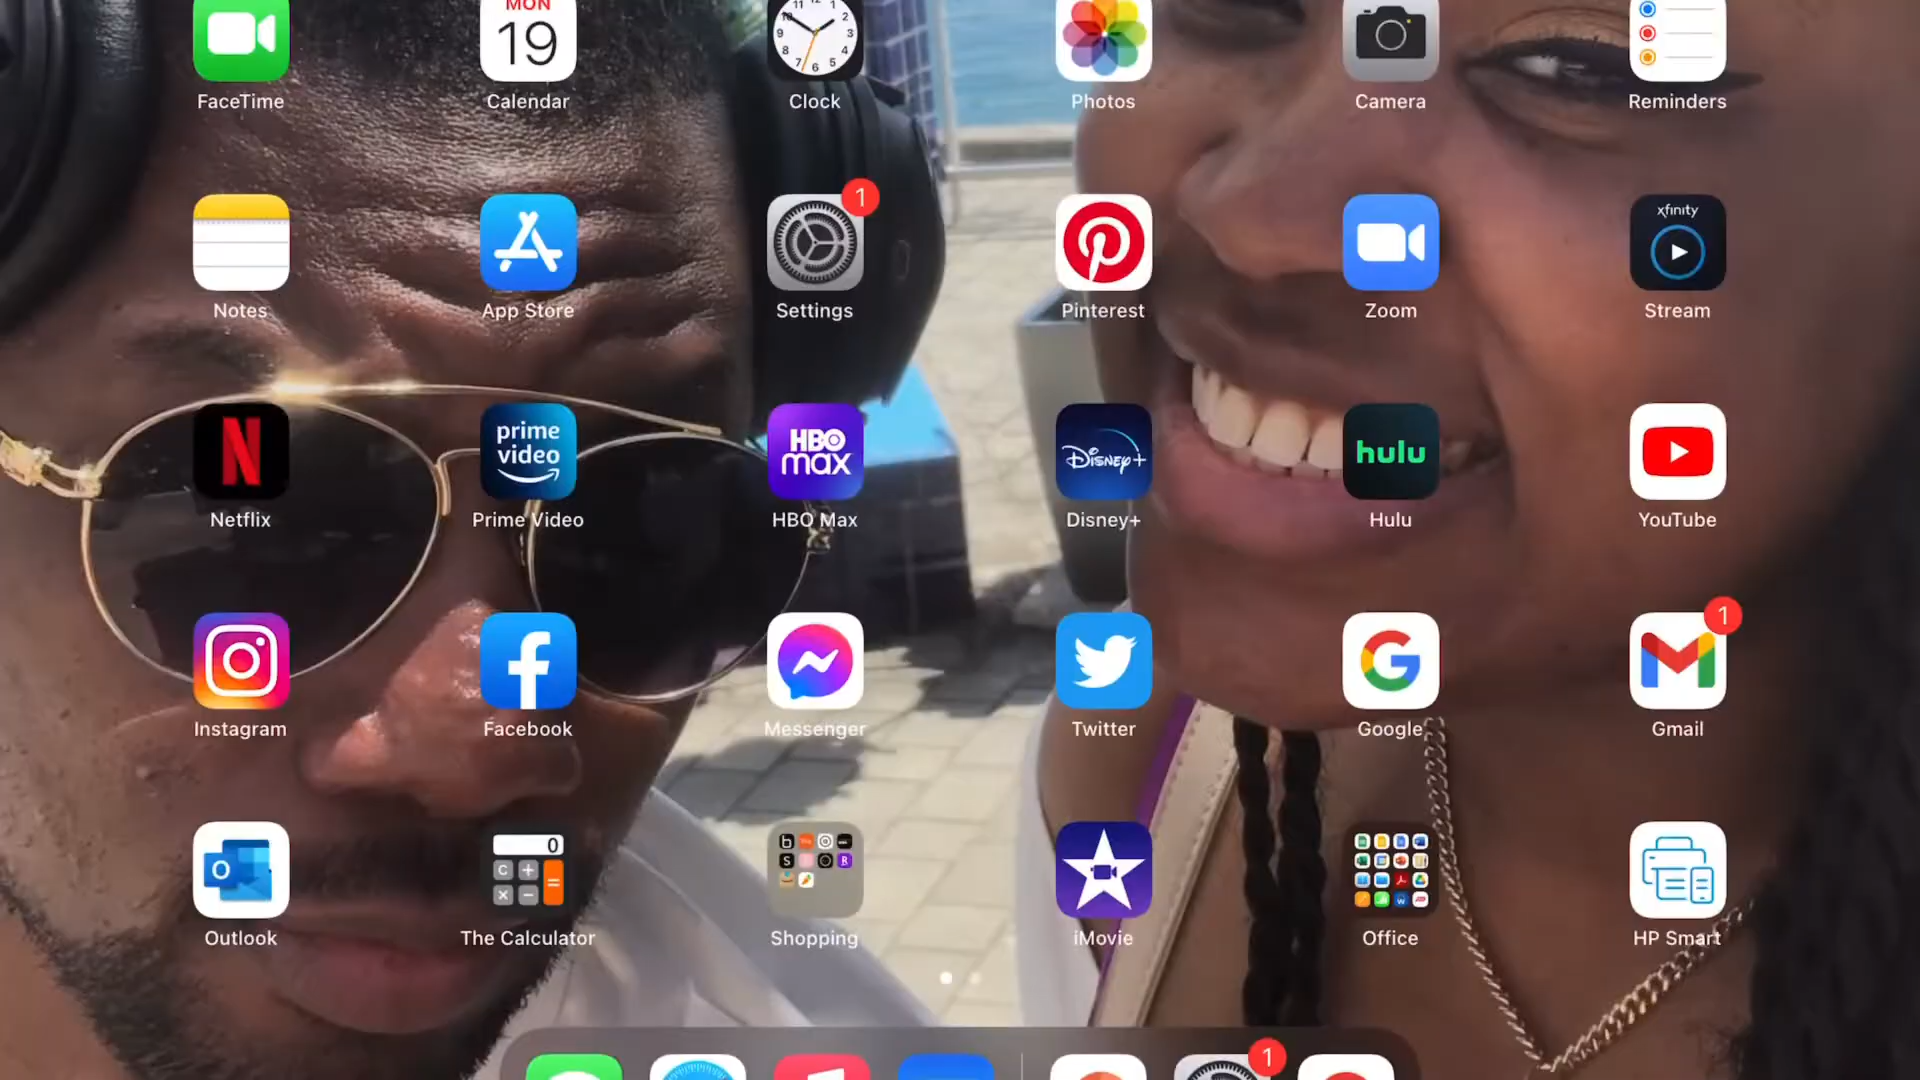 MON
19
FaceTime
Calendar
Clock
Photos
Camera
Reminders
1
xfinity
Notes
App Store
Settings
Pinterest
Zoom
Stream
N
prime
video
HBO
max
Disney+
hulu
Netflix
Prime Video
HBO Max
Disney+
Hulu
YouTube
1
Instagram
Facebook
Messenger
Twitter
Google
Gmail
O
0
Outlook
The Calculator
Shopping
iMovie
Office
HP Smart
1